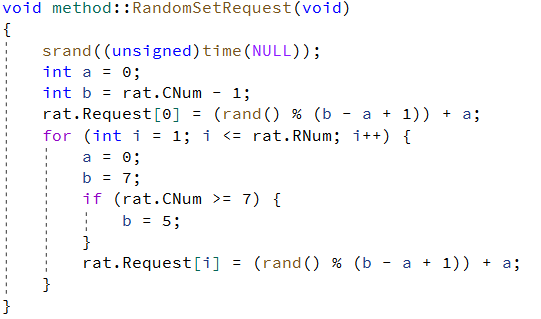 void method::RandomSetRequest(void)
{
    srand((unsigned)time(NULL));
    int a = 0;
    int b = rat.CNum - 1;
    rat.Request[0] = (rand() % (b - a + 1)) + a;
    for (int i = 1; i <= rat.RNum; i++) {
        a = 0;
        b = 7;
        if (rat.CNum >= 7) {
            b = 5;
        }
        rat.Request[i] = (rand() % (b - a + 1)) + a;
    }
}